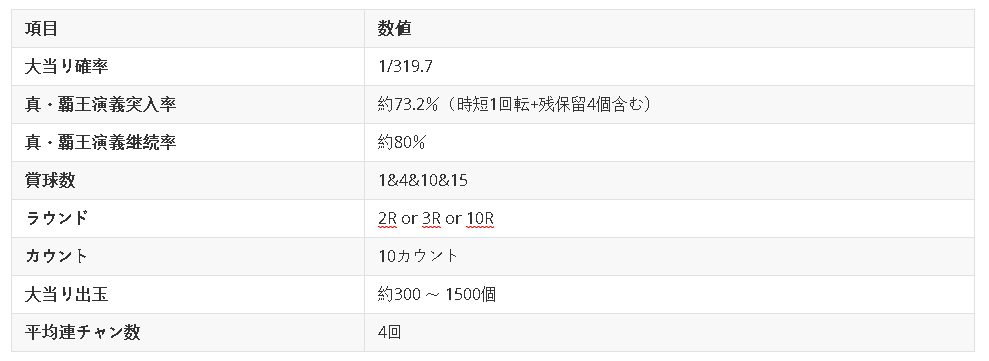 項目 数値
大当り確率 1/319.7
真・覇王演義突入率 約73.2%（時短1回転+残保留4個含む）
真・覇王演義継続率 約80%
賞球数 1&4&10&15
ラウンド 2R or 3R or 10R
カウント 10カウント
大当り出玉 約300 ～ 1500個
平均連チャン数 4回